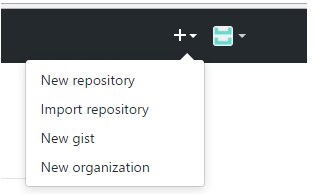 New repository
Import repository
New gist
New organization